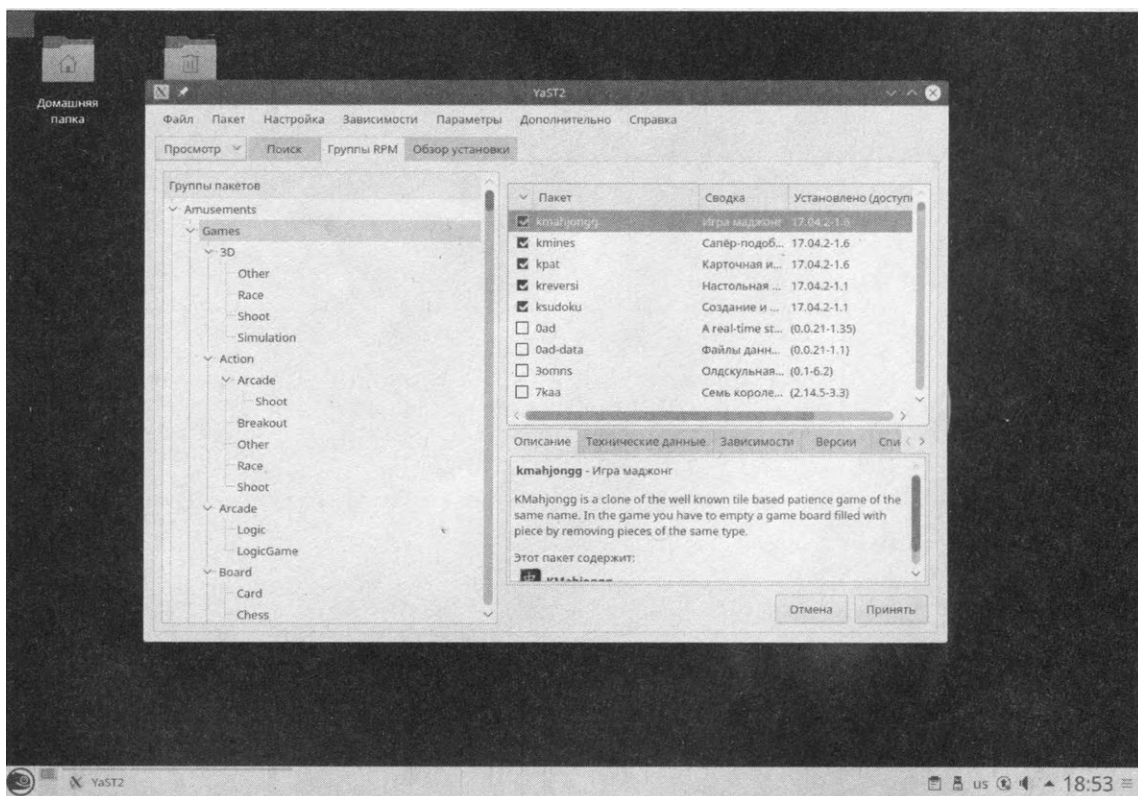 Домашняя
папка
YaST2
Файл Пакет Настройка Зависимости Параметры Дополнительно Справка
Просмотр Поиск Группы RPM Обзор установки
Группы пакетов
Amusements
Games
3D
Other
Race
Shoot
Simulation
Action
Arcade
Shoot
Breakout
Other
Race
Shoot
Arcade
Logic
LogicGame
Board
Card
Chess
Пакет Сводка Установлено (доступн
kmahjongg Игра маджонг 17.04.2-1.6
kmines Сапёр-подоб... 17.04.2-1.6
kpat Карточная и... 17.04.2-1.6
kreversi Настольная ... 17.04.2-1.1
ksudoku Создание и ... 17.04.2-1.1
0ad A real-time st... (0.0.21-1.35)
0ad-data Файлы данн... (0.0.21-1.1)
3omns Олдскульная... (0.1-6.2)
7kaa Семь короле... (2.14.5-3.3)
Описание Технические данные Зависимости Версии Спи
kmahjongg - Игра маджонг
KMahjongg is a clone of the well known tile based patience game of the
same name. In the game you have to empty a game board filled with
piece by removing pieces of the same type.
Этот пакет содержит:
KMahjongg
Отмена Принять
YaST2 us 18:53